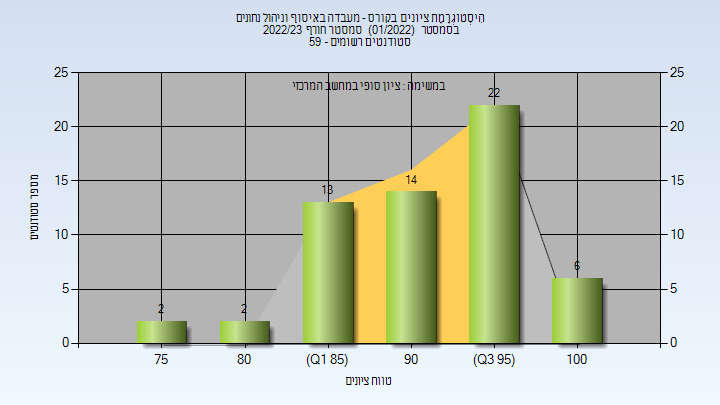 היסטוגרמת ציונים בקורס - מעבדה באיסוף וניהול נתונים
בסמסטר (01/2022) סמסטר חורף 2022/23
סטודנטים רשומים - 59
במשימה : ציון סופי במחשב המרכזי
25
20
15
10
5
0
25
20
15
10
5
0
מספר סטודנטים
2
2
13
14
22
6
75
80
(Q1 85)
90
(Q3 95)
100
טווח ציונים